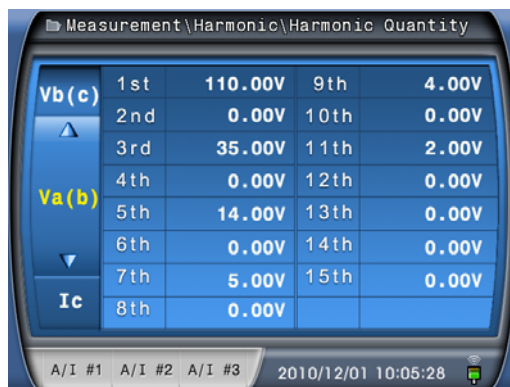 Measurement\Harmonic\Harmonic Quantity
Vb(c)
Va(b)
Ic
1st 110.00V 9th 4.00V
2nd 0.00V 10th 0.00V
3rd 35.00V 11th 2.00V
4th 0.00V 12th 0.00V
5th 14.00V 13th 0.00V
6th 0.00V 14th 0.00V
7th 5.00V 15th 0.00V
8th 0.00V
A/I #1 A/I #2 A/I #3 2010/12/01 10:05:28